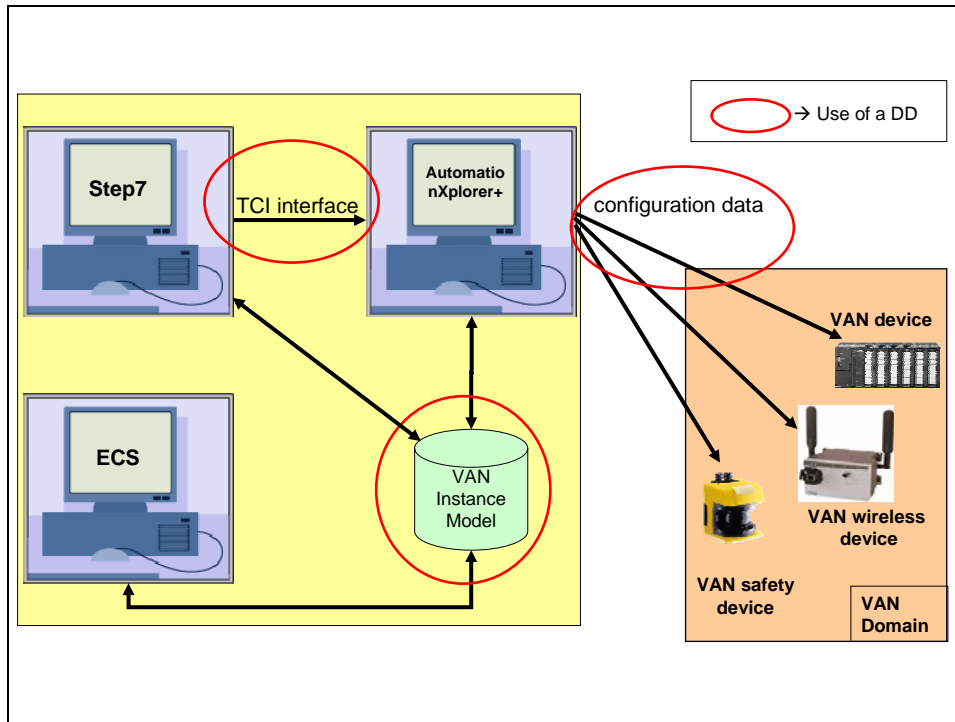 → Use of a DD
Step7
TCI interface
Automatio
nXplorer+
configuration data
VAN device
ECS
VAN
Instance
Model
VAN wireless
device
VAN safety
device
VAN
Domain